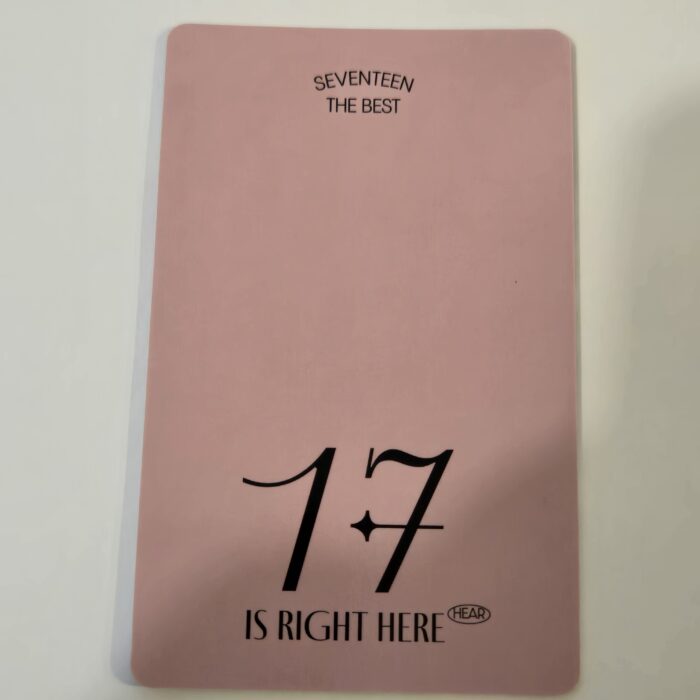 SEVENTEEN
THE BEST
17
IS RIGHT HERE HEAR